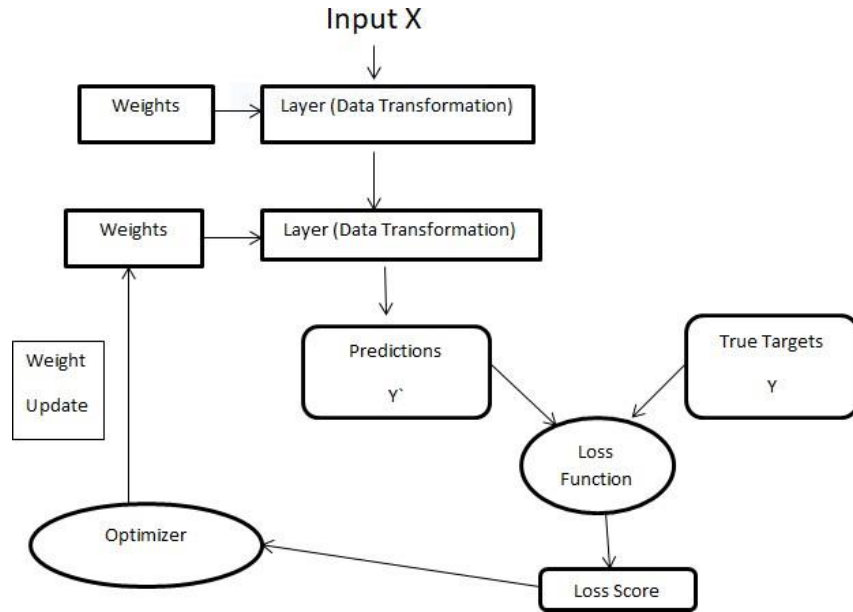 Input X
Weights
Layer (Data Transformation)
Weights
Layer (Data Transformation)
Weight
Update
Predictions
Y`
True Targets
Y
Loss
Function
Optimizer
Loss Score